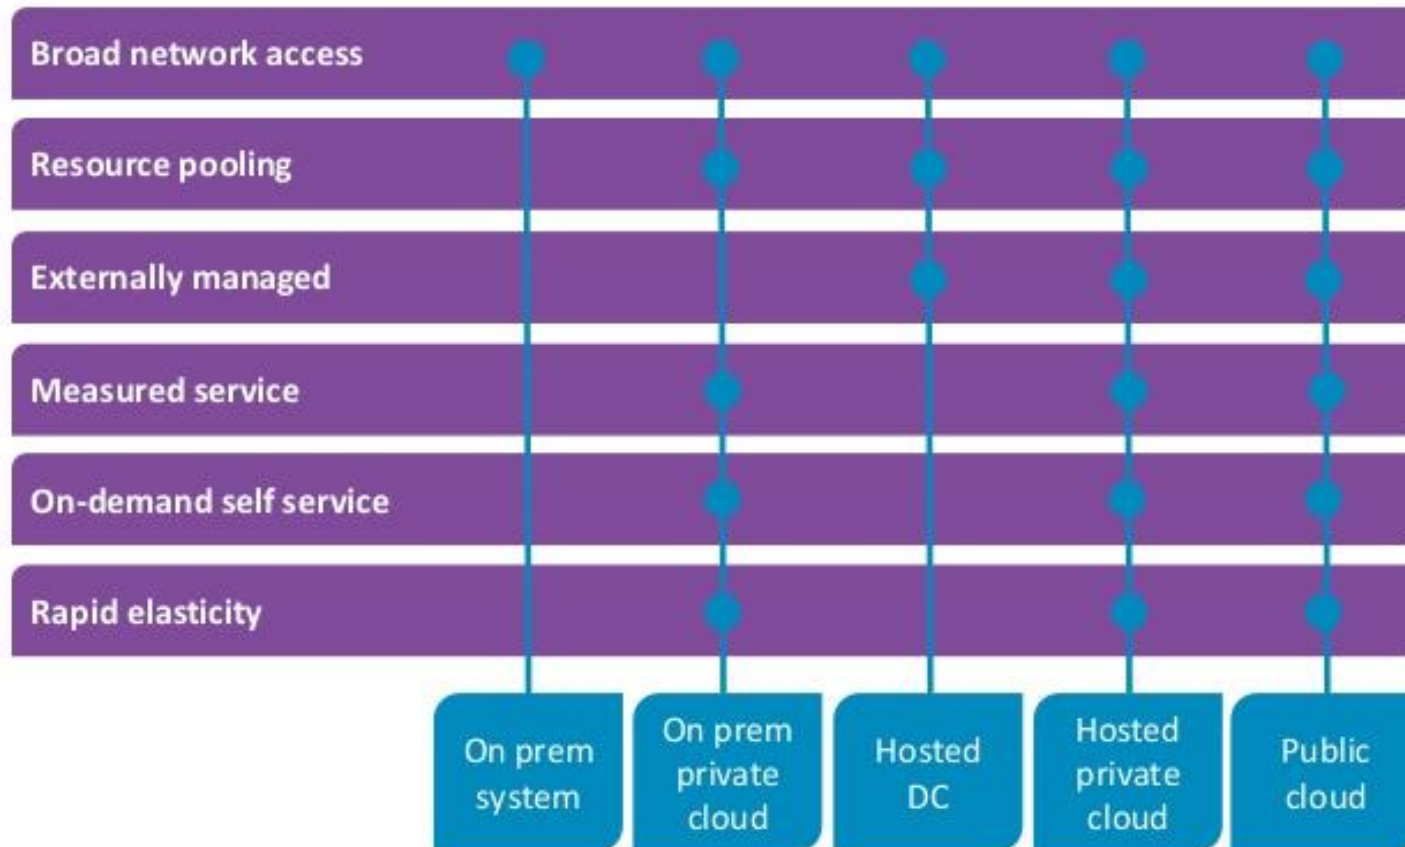 Broad network access
Resource pooling
Externally managed
Measured service
On-demand self service
Rapid elasticity
On prem
system
On prem
private
cloud
Hosted
DC
Hosted
private
cloud
Public
cloud